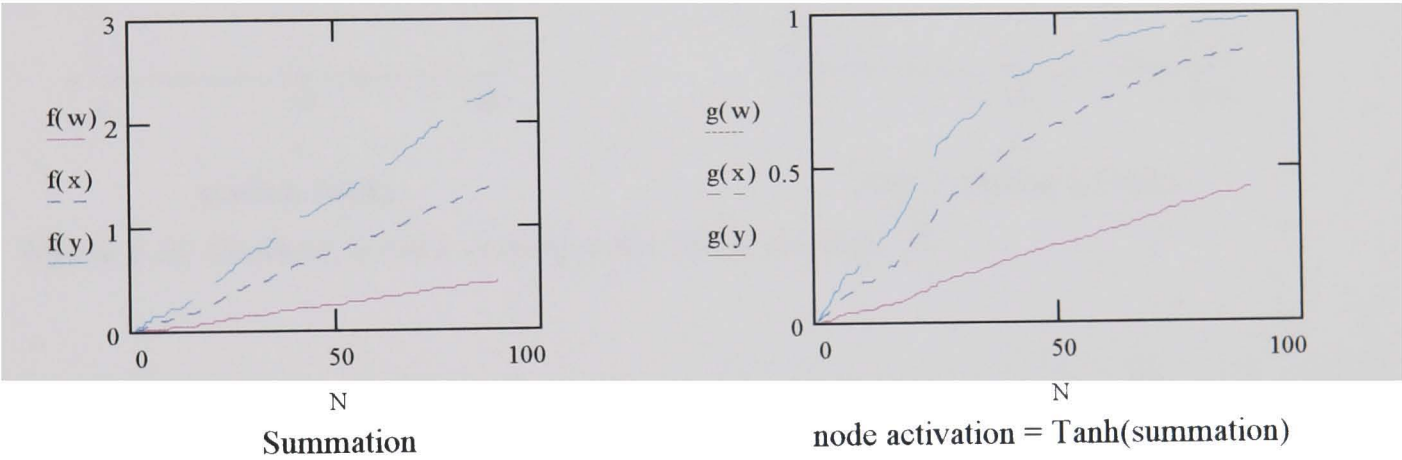 3
f( w)
2
f( x)
1
f( y)
0
0 50 100
N
Summation
1
g( w)
g( x) 0.5
g( y)
0
0 50 100
N
node activation = Tanh(summation)